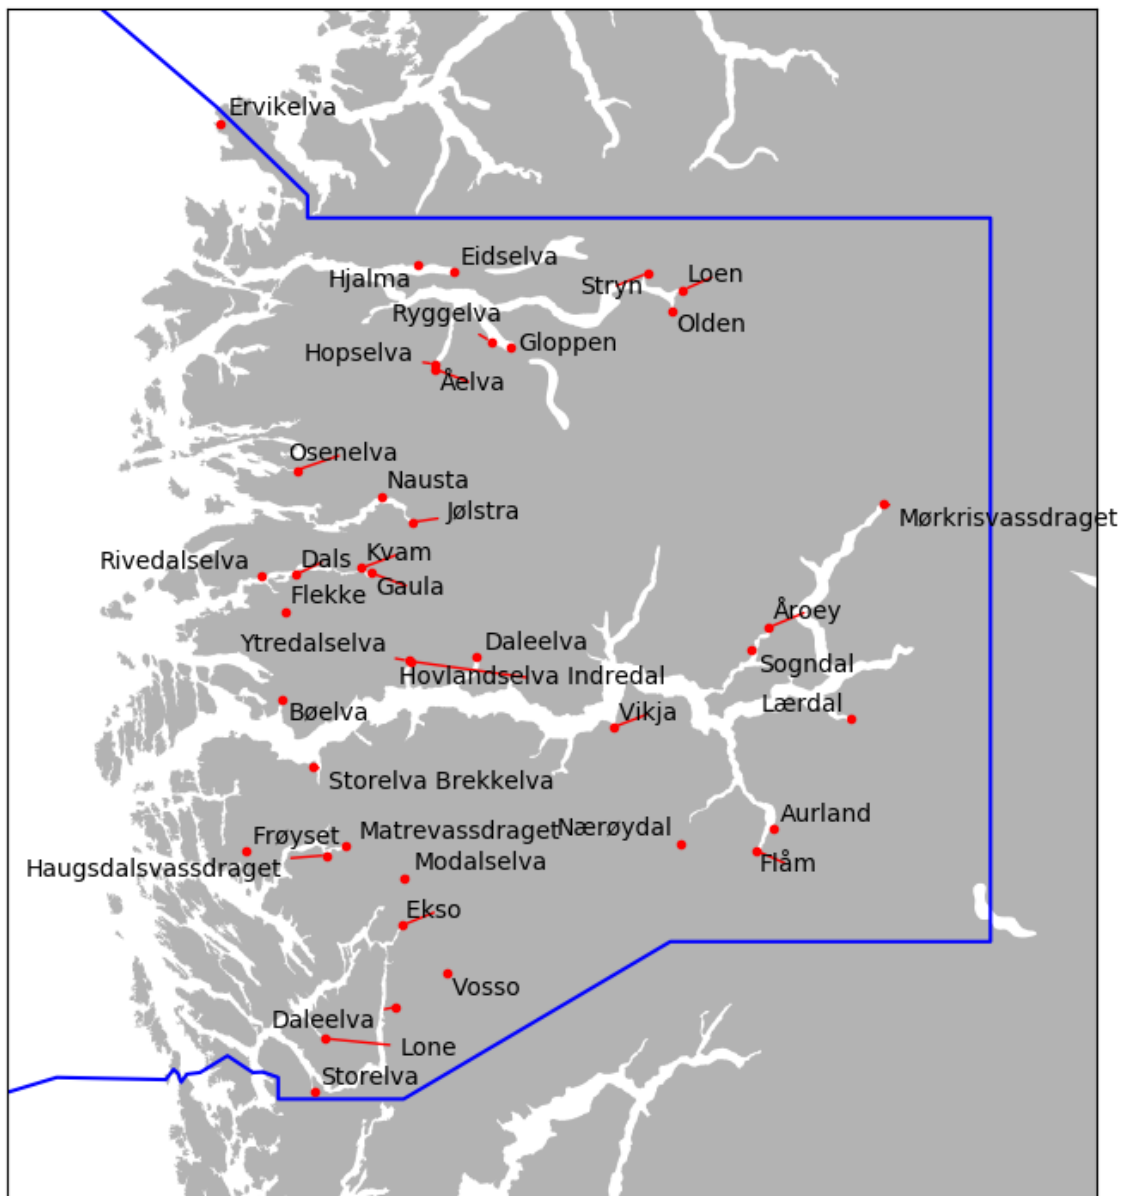 Ervikelva
Eidselva
Hjalma
Loen
Stryn
Ryggelva
Olden
Gloppen
Hopselva
Åelva
Osenelva
Nausta
Jølstra
Mørkrisvassdraget
Kvam
Rivedalselva
Dals
Gaula
Flekke
Åroey
Ytredalselva
Daleelva
Sogndal
Hovlandselva Indredal
Lærdal
Bøelva
Vikja
Storelva Brekkelva
Aurland
Nærøydal
Matrevassdraget
Frøyset
Flåm
Modalselva
Haugsdalsvassdraget
Ekso
Vosso
Daleelva
Lone
Storelva